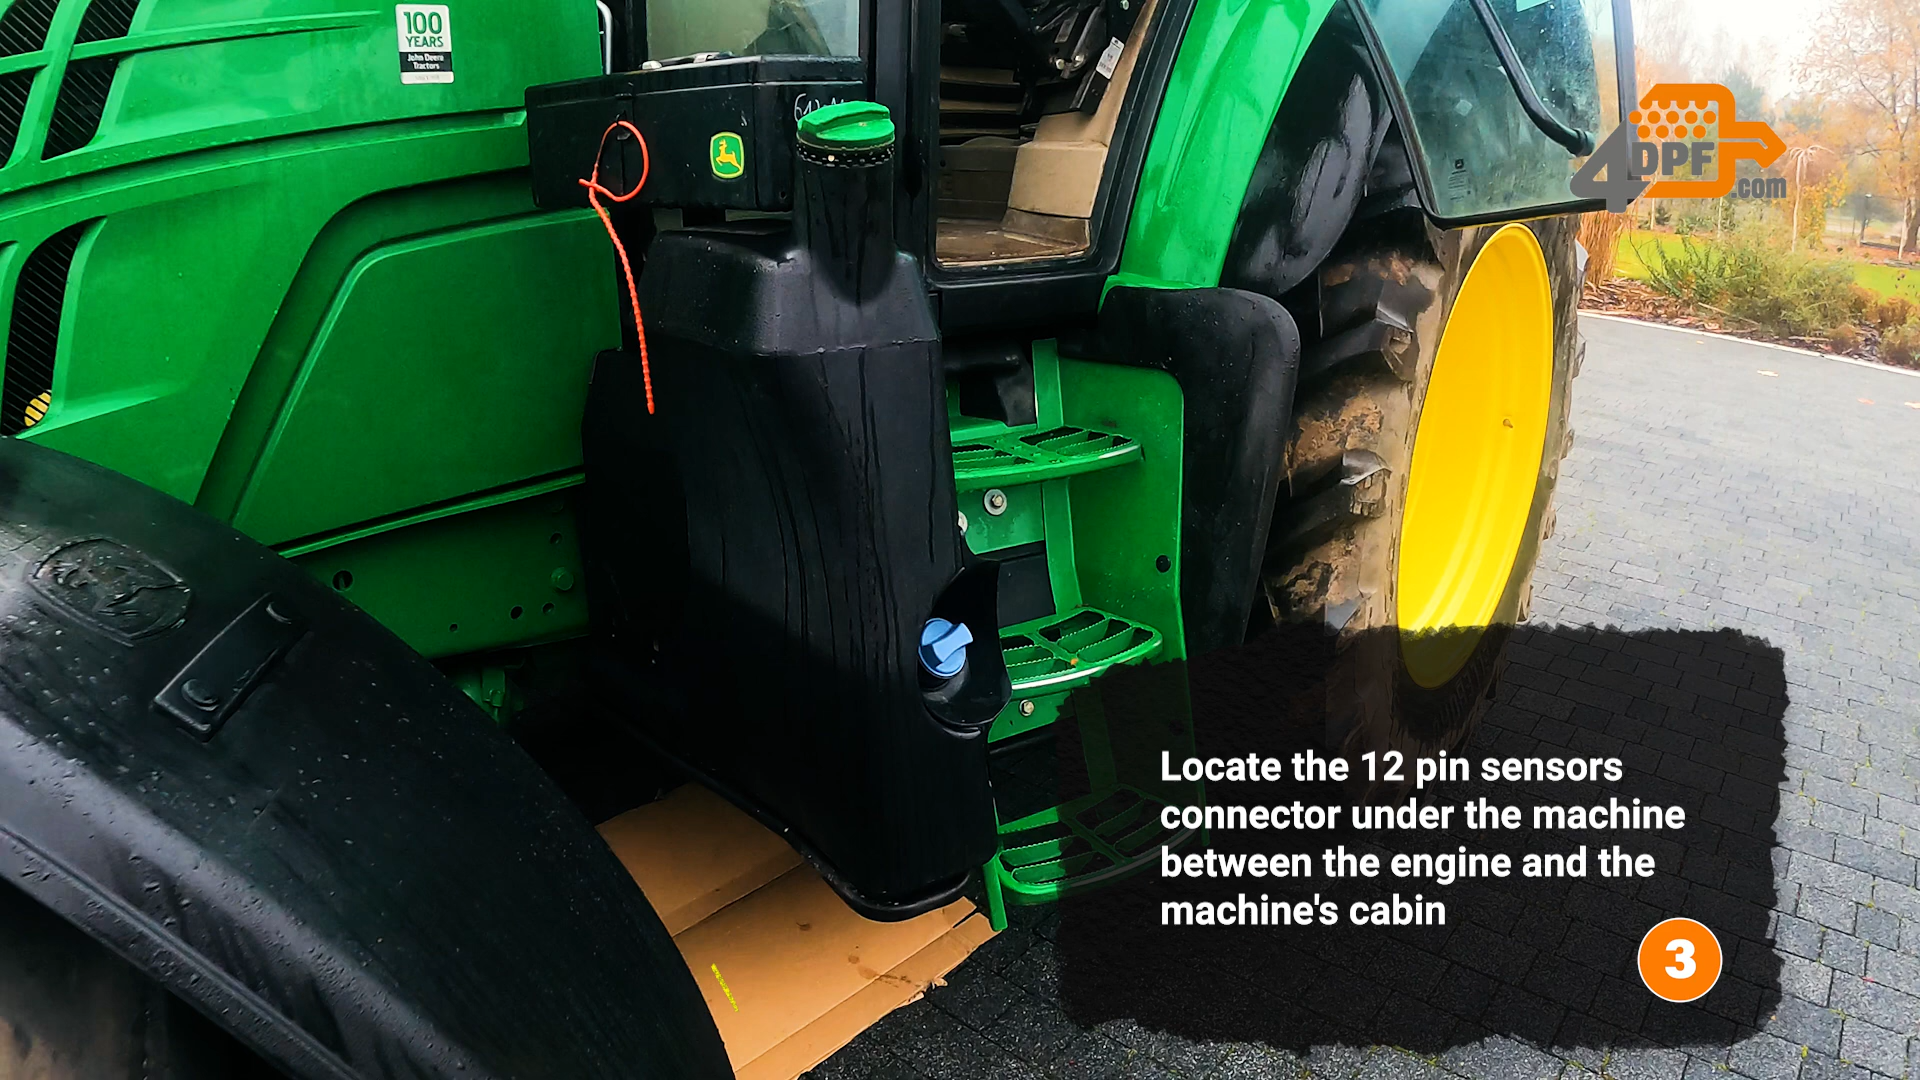 100
YEARS
John Deere
Tractors
4DPF.com
Locate the 12 pin sensors
connector under the machine
between the engine and the
machine's cabin
3